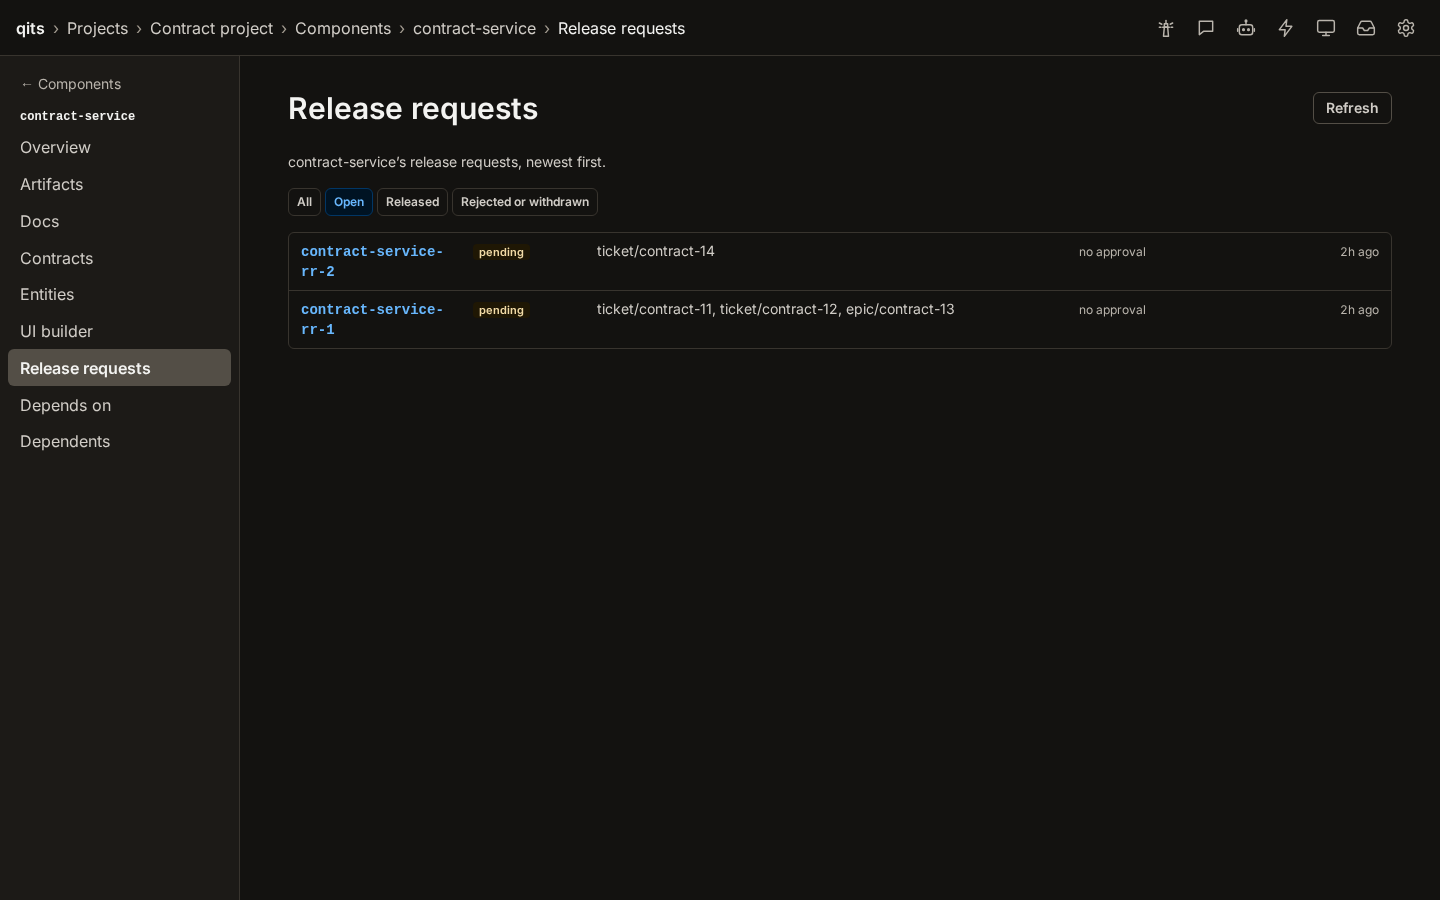 qits › Projects › Contract project › Components › contract-service › Release requests
← Components
contract-service
Overview
Artifacts
Docs
Contracts
Entities
UI builder
Release requests
Depends on
Dependents
Release requests
Refresh
contract-service’s release requests, newest first.
All Open Released Rejected or withdrawn
contract-service- pending ticket/contract-14 no approval 2h ago
rr-2
contract-service- pending ticket/contract-11, ticket/contract-12, epic/contract-13 no approval 2h ago
rr-1